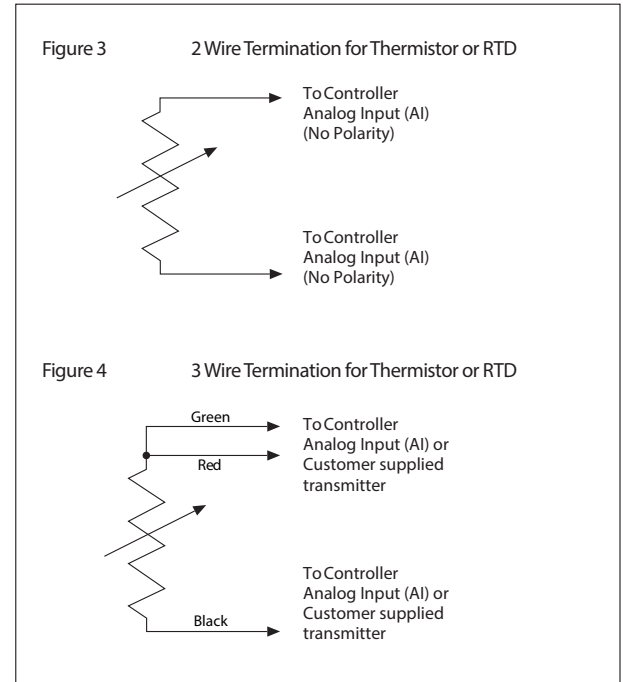 Figure 3 2 Wire Termination for Thermistor or RTD
To Controller
Analog Input (AI)
(No Polarity)
To Controller
Analog Input (AI)
(No Polarity)
Figure 4 3 Wire Termination for Thermistor or RTD
Green
To Controller
Analog Input (AI) or
Customer supplied
transmitter
Red
To Controller
Analog Input (AI) or
Customer supplied
transmitter
Black